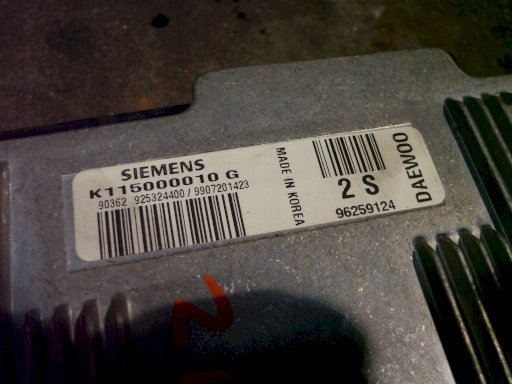 SIEMENS
K115000010 G
90362 925324400 / 9907201423
MADE IN KOREA
2 S
96259124
DAEWOO